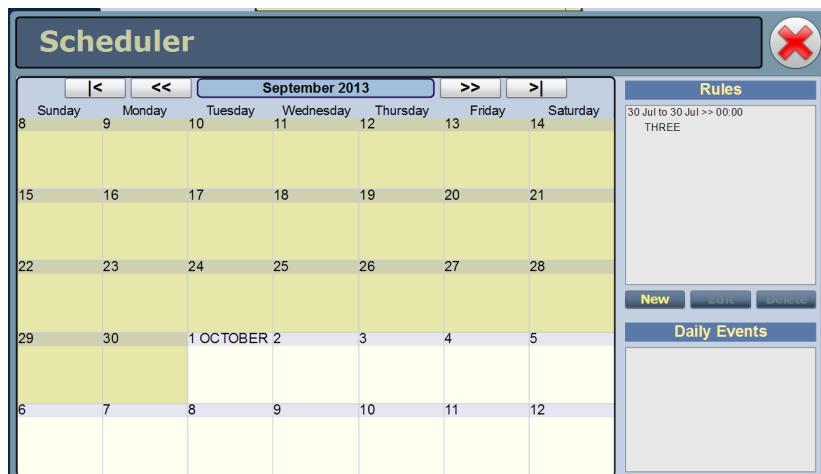 Scheduler
|< << September 2013 >> >|
Sunday Monday Tuesday Wednesday Thursday Friday Saturday
8 9 10 11 12 13 14
15 16 17 18 19 20 21
22 23 24 25 26 27 28
29 30 1 OCTOBER 2 3 4 5
6 7 8 9 10 11 12
Rules
30 Jul to 30 Jul >> 00:00
THREE
New Edit Delete
Daily Events